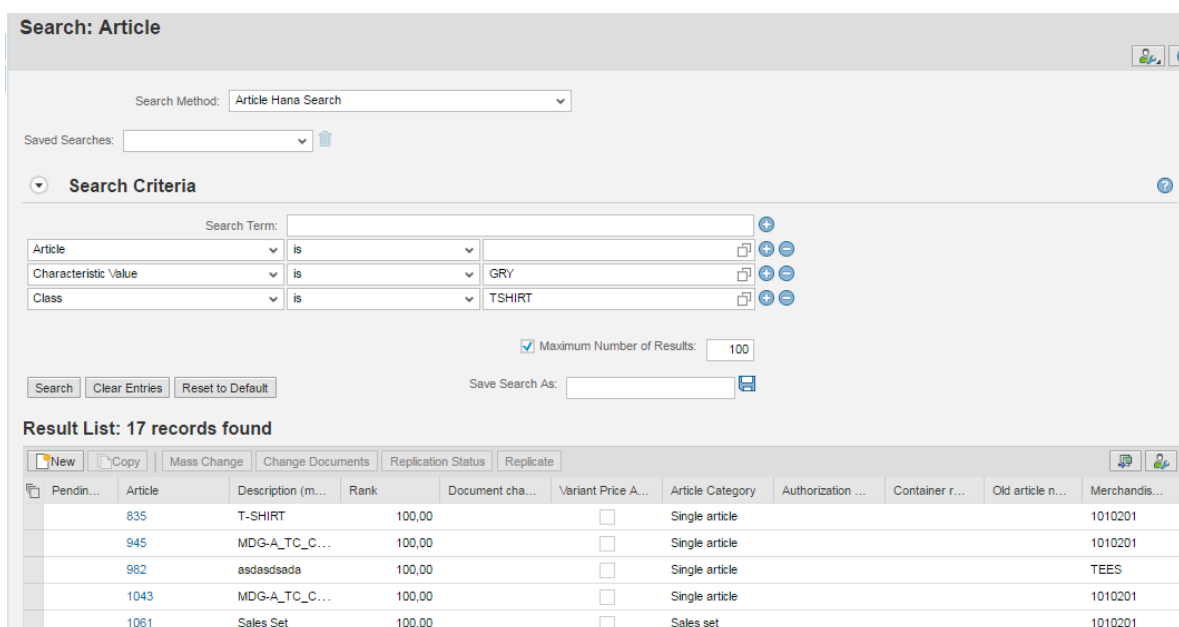 Search: Article
Search Method: Article Hana Search
Saved Searches:
Search Criteria
Search Term:
Article is
Characteristic Value is GRY
Class is TSHIRT
Maximum Number of Results: 100
Search Clear Entries Reset to Default Save Search As:
Result List: 17 records found
New Copy Mass Change Change Documents Replication Status Replicate
Pendin... Article Description (m... Rank Document cha... Variant Price A... Article Category Authorization ... Container r... Old article n... Merchandis...
835 T-SHIRT 100,00 Single article 1010201
945 MDG-A_TC_C... 100,00 Single article 1010201
982 asdasdsada 100,00 Single article TEES
1043 MDG-A_TC_C... 100,00 Single article 1010201
1061 Sales Set 100,00 Sales set 1010201